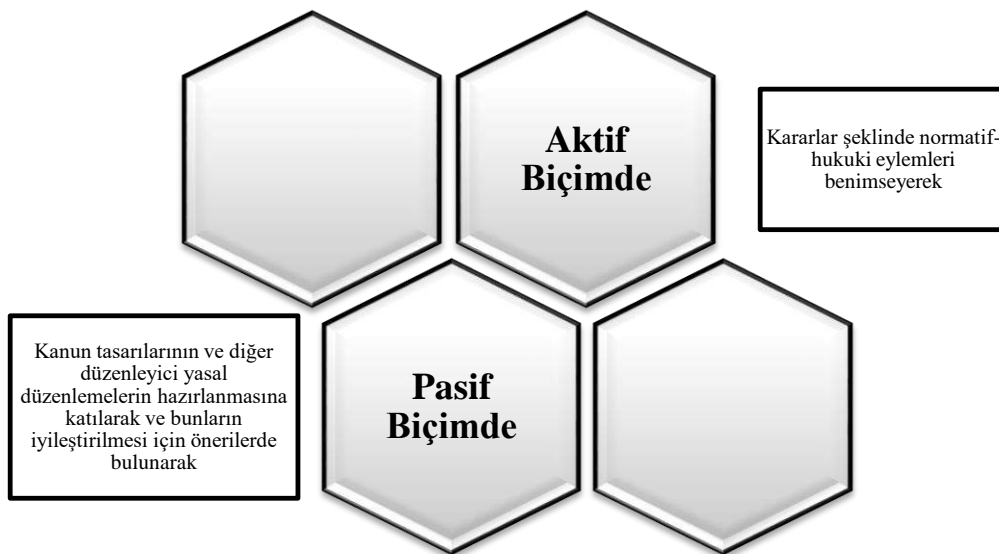 Aktif
Biçimde
Kararlar şeklinde normatif-
hukuki eylemleri
benimseyerek
Kanun tasarılarının ve diğer
düzenleyici yasal
düzenlemelerin hazırlanmasına
katılarak ve bunların
iyileştirilmesi için önerilerde
bulunarak
Pasif
Biçimde